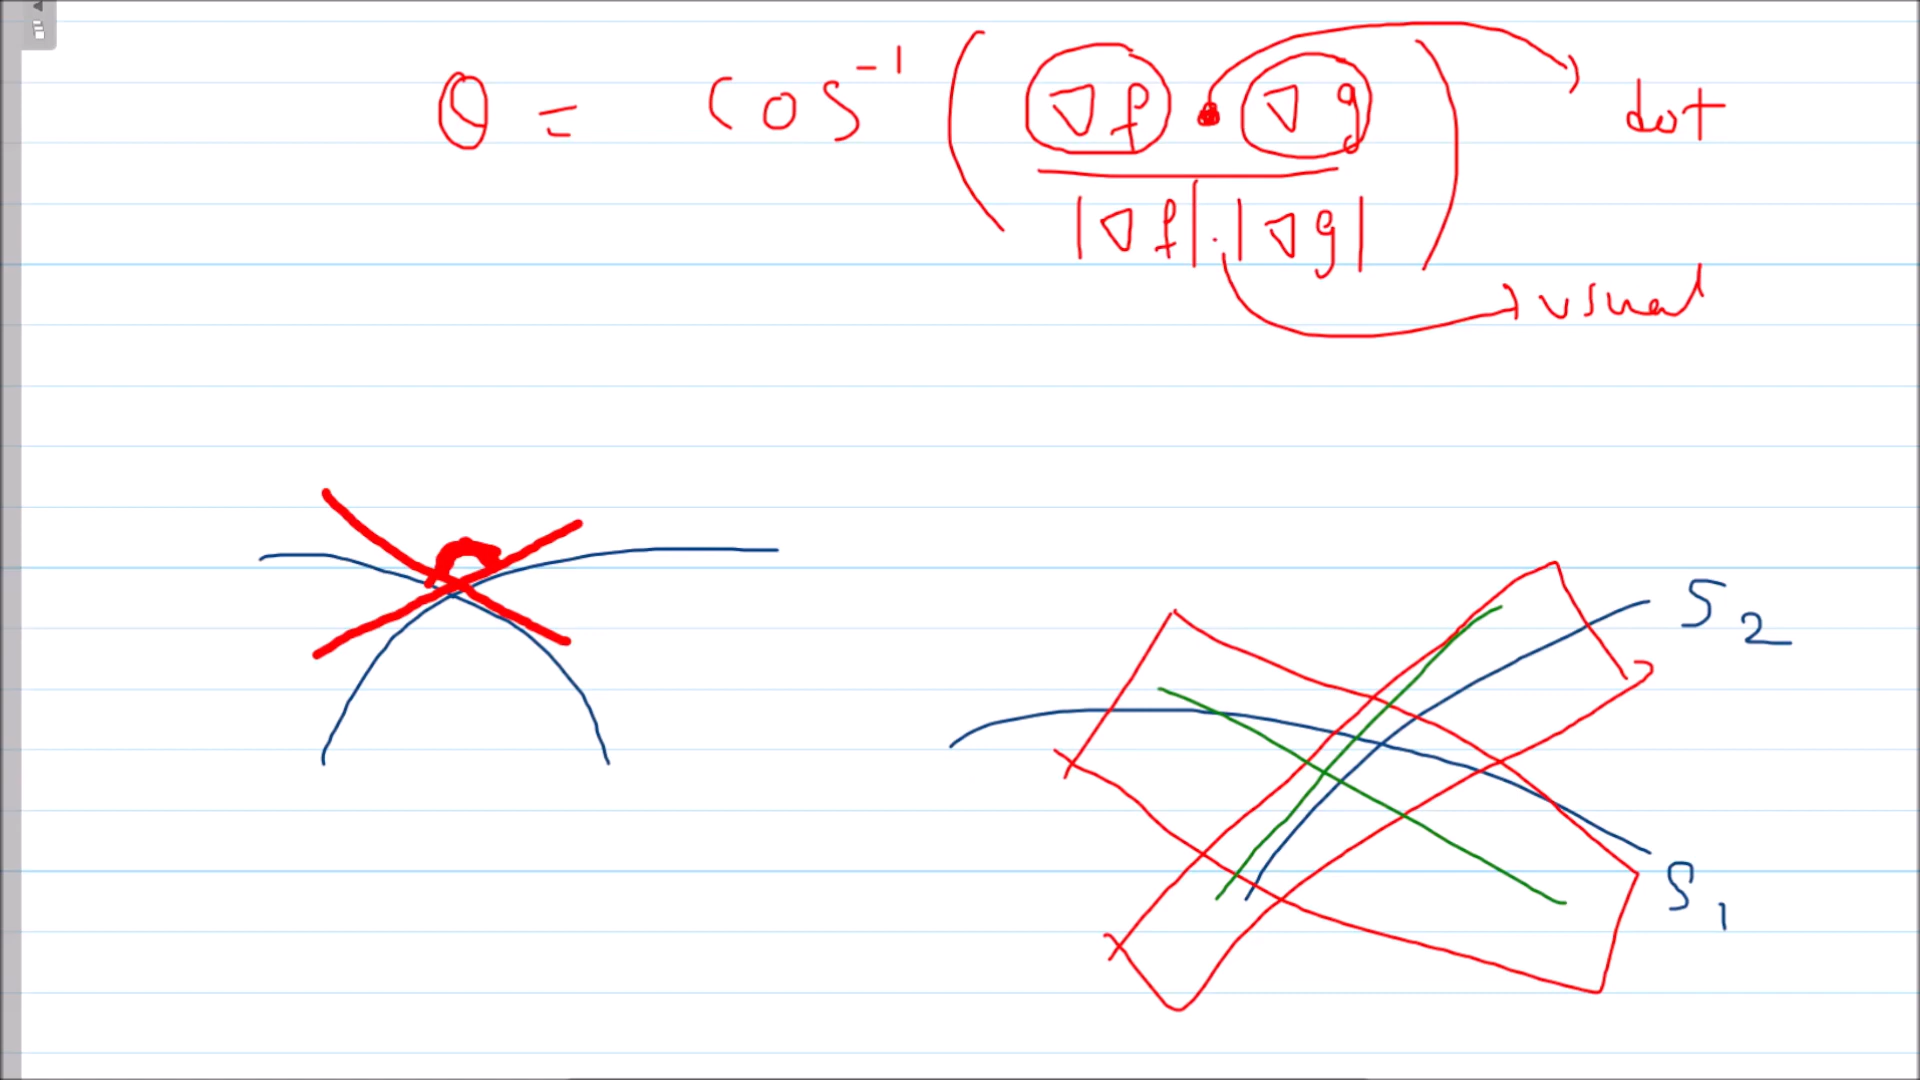 θ = cos⁻¹ ( ∇f • ∇g ) dot
|∇f| . |∇g|
usual
S₂
S₁